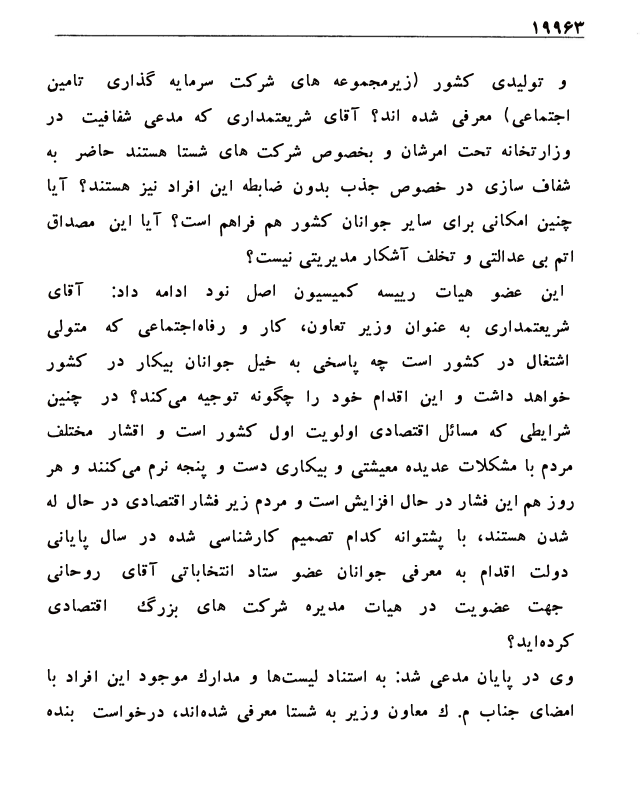 ۱۹۹۶۳
و تولیدی کشور (زیرمجموعه های شرکت سرمایه گذاری تامین
اجتماعی) معرفی شده اند؟ آقای شریعتمداری که مدعی شفافیت در
وزارتخانه تحت امرشان و بخصوص شرکت های شستا هستند حاضر به
شفاف سازی در خصوص جذب بدون ضابطه این افراد نیز هستند؟ آیا
چنین امکانی برای سایر جوانان کشور هم فراهم است؟ آیا این مصداق
اتم بی عدالتی و تخلف آشکار مدیریتی نیست؟
این عضو هیات رییسه کمیسیون اصل نود ادامه داد: آقای
شریعتمداری به عنوان وزیر تعاون، کار و رفاه‌اجتماعی که متولی
اشتغال در کشور است چه پاسخی به خیل جوانان بیکار در کشور
خواهد داشت و این اقدام خود را چگونه توجیه می‌کند؟ در چنین
شرایطی که مسائل اقتصادی اولویت اول کشور است و اقشار مختلف
مردم با مشکلات عدیده معیشتی و بیکاری دست و پنجه نرم می‌کنند و هر
روز هم این فشار در حال افزایش است و مردم زیر فشار اقتصادی در حال له
شدن هستند، با پشتوانه کدام تصمیم کارشناسی شده در سال پایانی
دولت اقدام به معرفی جوانان عضو ستاد انتخاباتی آقای روحانی
جهت عضویت در هیات مدیره شرکت های بزرگ اقتصادی
کرده‌اید؟
وی در پایان مدعی شد: به استناد لیست‌ها و مدارک موجود این افراد با
امضای جناب م. ک معاون وزیر به شستا معرفی شده‌اند، درخواست بنده